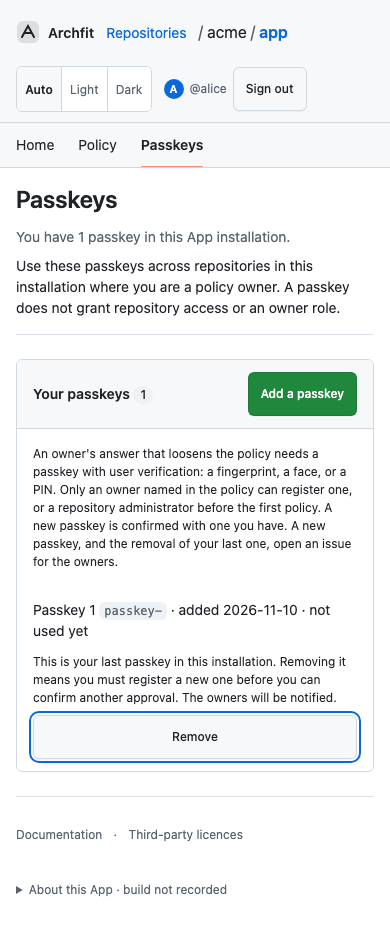 Archfit Repositories / acme / app
Auto Light Dark A @alice Sign out
Home Policy Passkeys
Passkeys
You have 1 passkey in this App installation.
Use these passkeys across repositories in this
installation where you are a policy owner. A passkey
does not grant repository access or an owner role.
Your passkeys 1 Add a passkey
An owner's answer that loosens the policy needs a
passkey with user verification: a fingerprint, a face, or a
PIN. Only an owner named in the policy can register one,
or a repository administrator before the first policy. A
new passkey is confirmed with one you have. A new
passkey, and the removal of your last one, open an issue
for the owners.
Passkey 1 passkey- · added 2026-11-10 · not
used yet
This is your last passkey in this installation. Removing it
means you must register a new one before you can
confirm another approval. The owners will be notified.
Remove
Documentation · Third-party licences
▶ About this App · build not recorded